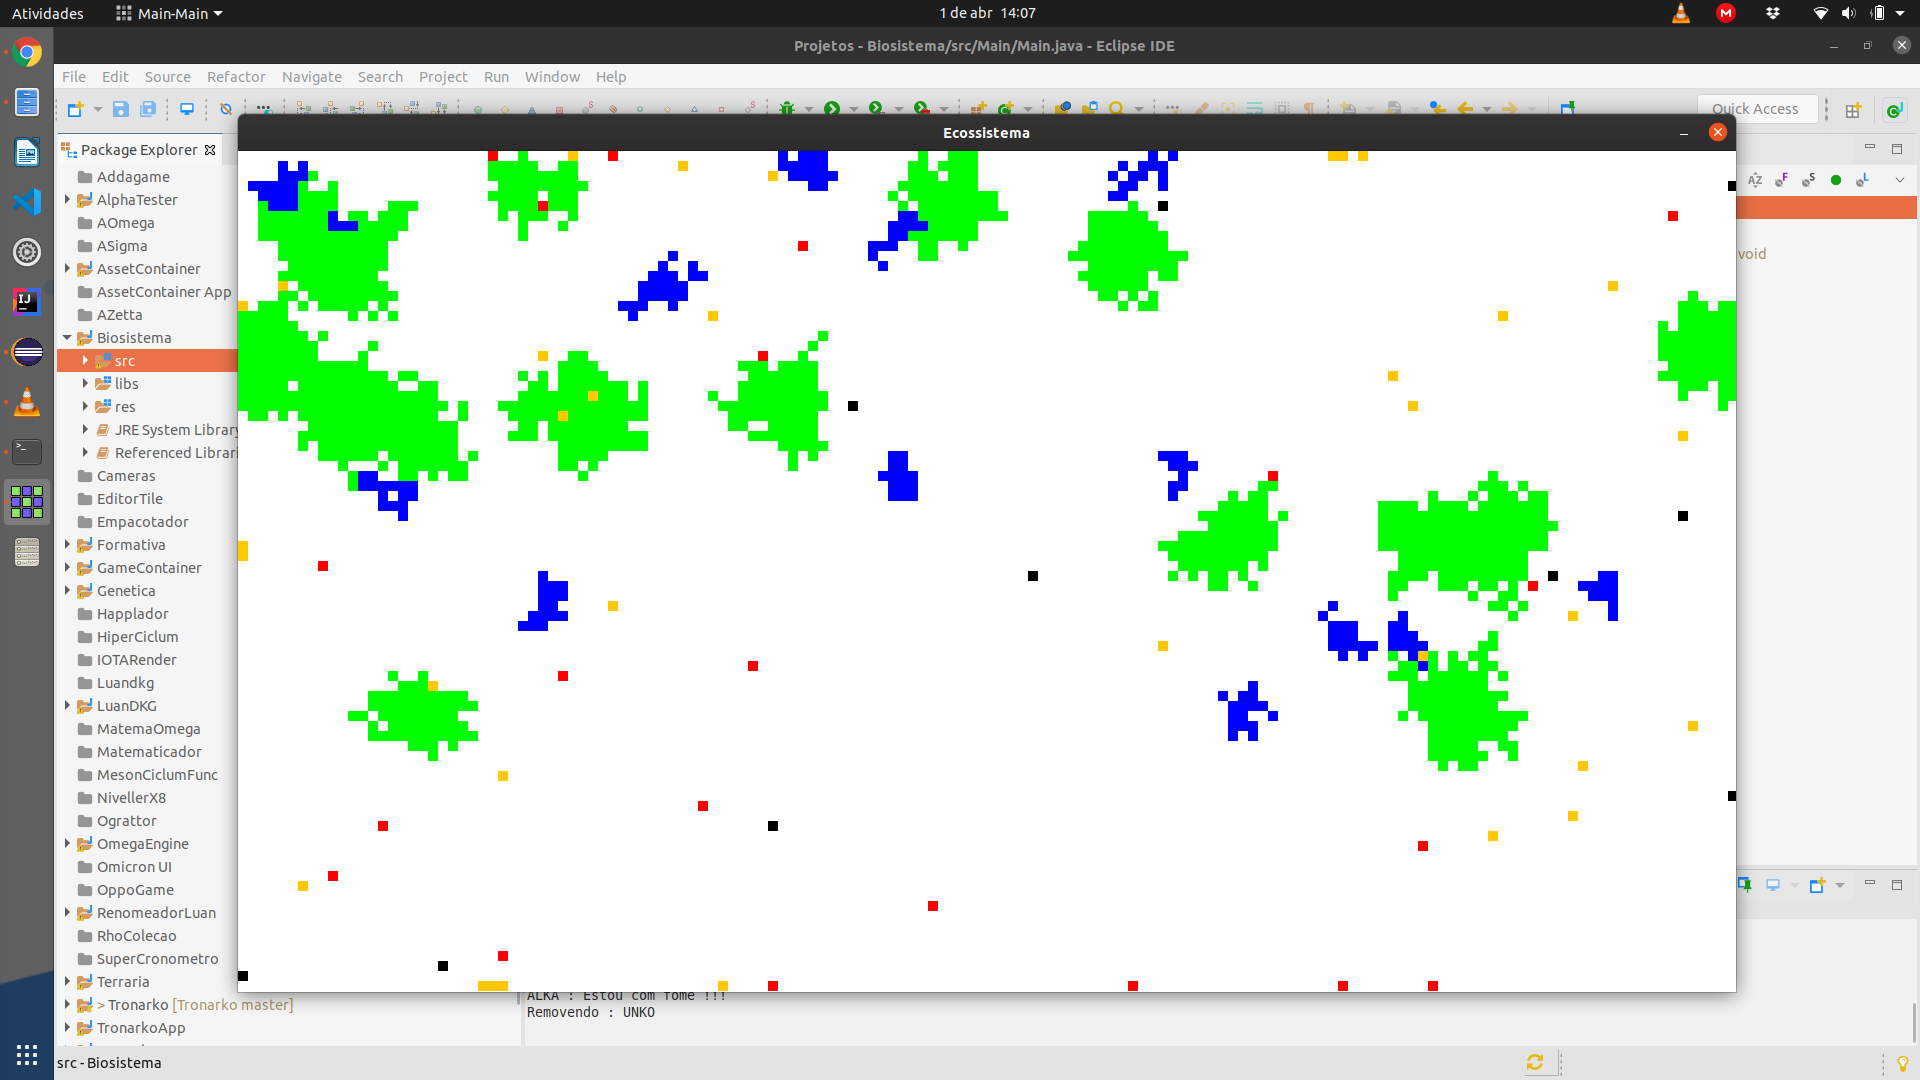 Atividades
Main-Main
1 de abr 14:07
Projetos - Biosistema/src/Main/Main.java - Eclipse IDE
File Edit Source Refactor Navigate Search Project Run Window Help
Quick Access
Ecossistema
Package Explorer
Addagame
AlphaTester
AOmega
ASigma
AssetContainer
void
AssetContainer App
AZetta
Biosistema
src
libs
res
JRE System Library
Referenced Librari
Cameras
EditorTile
Empacotador
Formativa
GameContainer
Genetica
Happlador
HiperCiclum
IOTARender
Luandkg
LuanDKG
MatemaOmega
Matematicador
MesonCiclumFunc
NivellerX8
Ograttor
OmegaEngine
Omicron UI
OppoGame
RenomeadorLuan
RhoColecao
SuperCronometro
Terraria
> Tronarko [Tronarko master]
TronarkoApp
ALKA : Estou com fome !!!
Removendo : UNKO
src - Biosistema